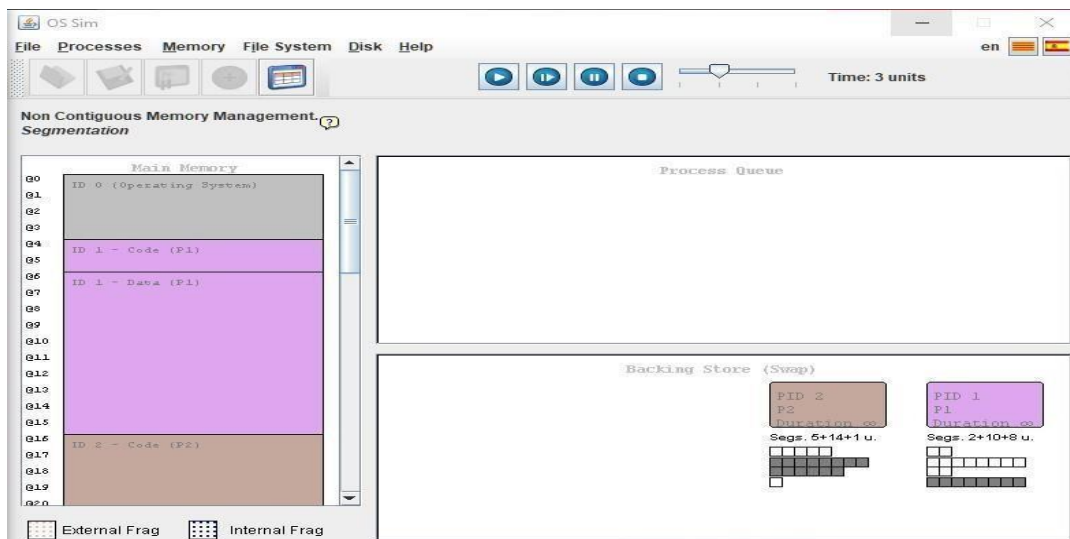 OS Sim
File Processes Memory File System Disk Help
en
Time: 3 units
Non Contiguous Memory Management.
?
Segmentation
Main Memory
@0
ID 0 (Operating System)
@1
@2
@3
@4
ID 1 - Code (P1)
@5
@6
ID 1 - Data (P1)
@7
@8
@9
@10
@11
@12
@13
@14
@15
@16
ID 2 - Code (P2)
@17
@18
@19
@20
External Frag
Internal Frag
Process Queue
Backing Store (Swap)
PID 2
P2
Duration ∞
Segs. 5+14+1 u.
PID 1
P1
Duration ∞
Segs. 2+10+8 u.